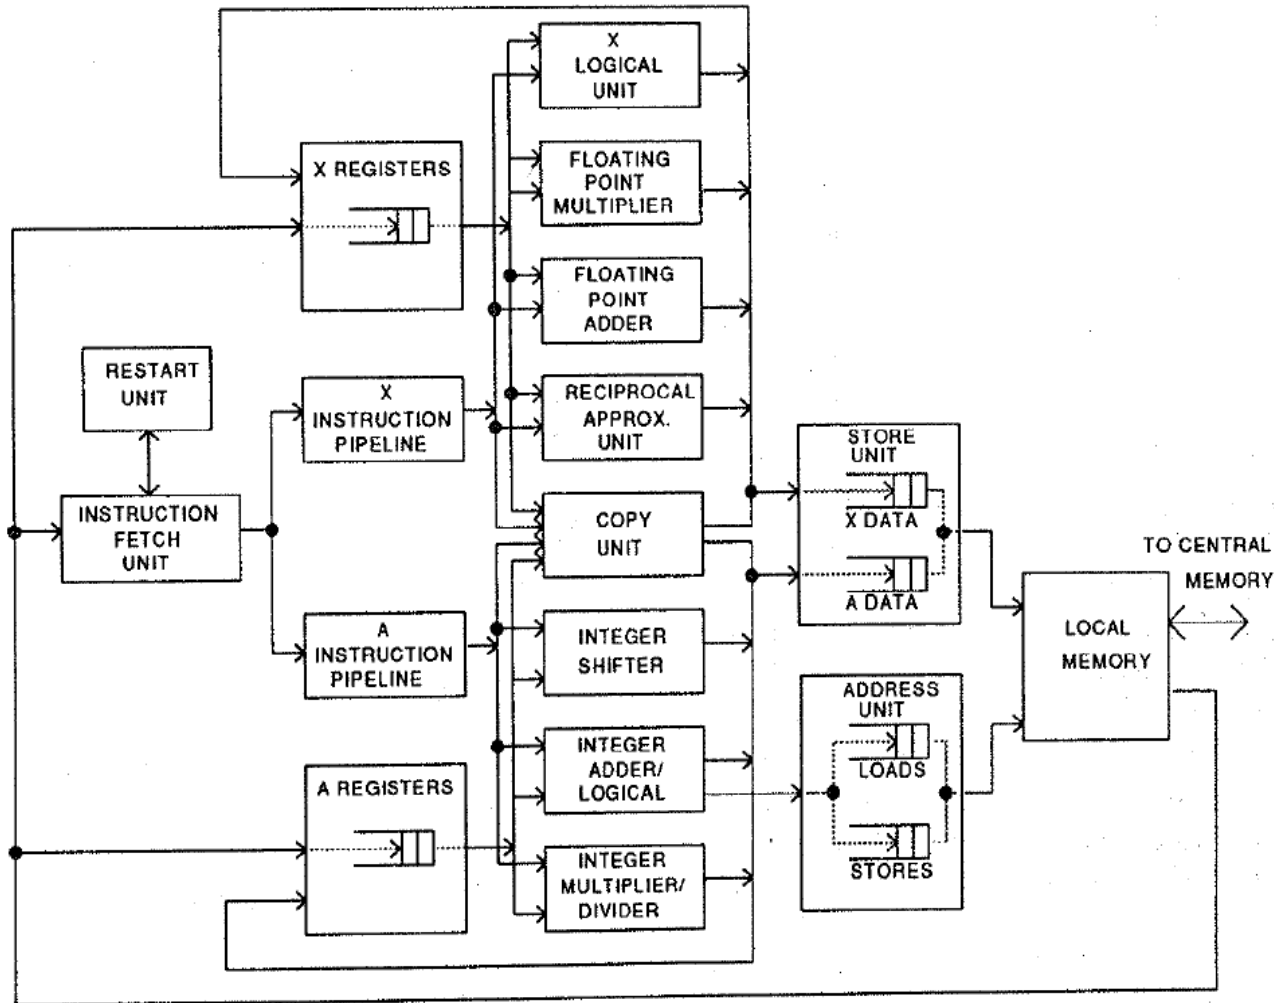 X
LOGICAL
UNIT
X REGISTERS
FLOATING
POINT
MULTIPLIER
FLOATING
POINT
ADDER
RESTART
UNIT
X
INSTRUCTION
PIPELINE
RECIPROCAL
APPROX.
UNIT
STORE
UNIT
X DATA
A DATA
INSTRUCTION
FETCH
UNIT
COPY
UNIT
TO CENTRAL
MEMORY
LOCAL
MEMORY
A
INSTRUCTION
PIPELINE
INTEGER
SHIFTER
ADDRESS
UNIT
LOADS
STORES
A REGISTERS
INTEGER
ADDER/
LOGICAL
INTEGER
MULTIPLIER/
DIVIDER